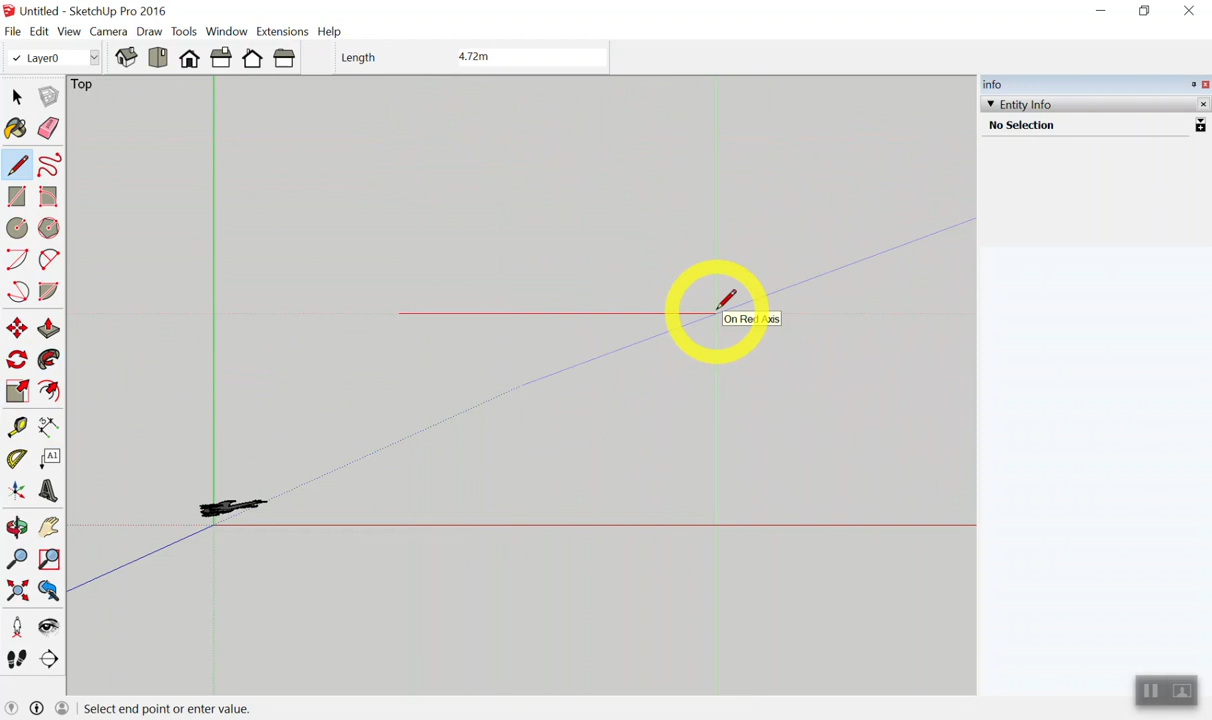 Untitled - SketchUp Pro 2016
File Edit View Camera Draw Tools Window Extensions Help
Layer0
Length 4.72m
Top
info
Entity Info
No Selection
On Red Axis
A1
Select end point or enter value.